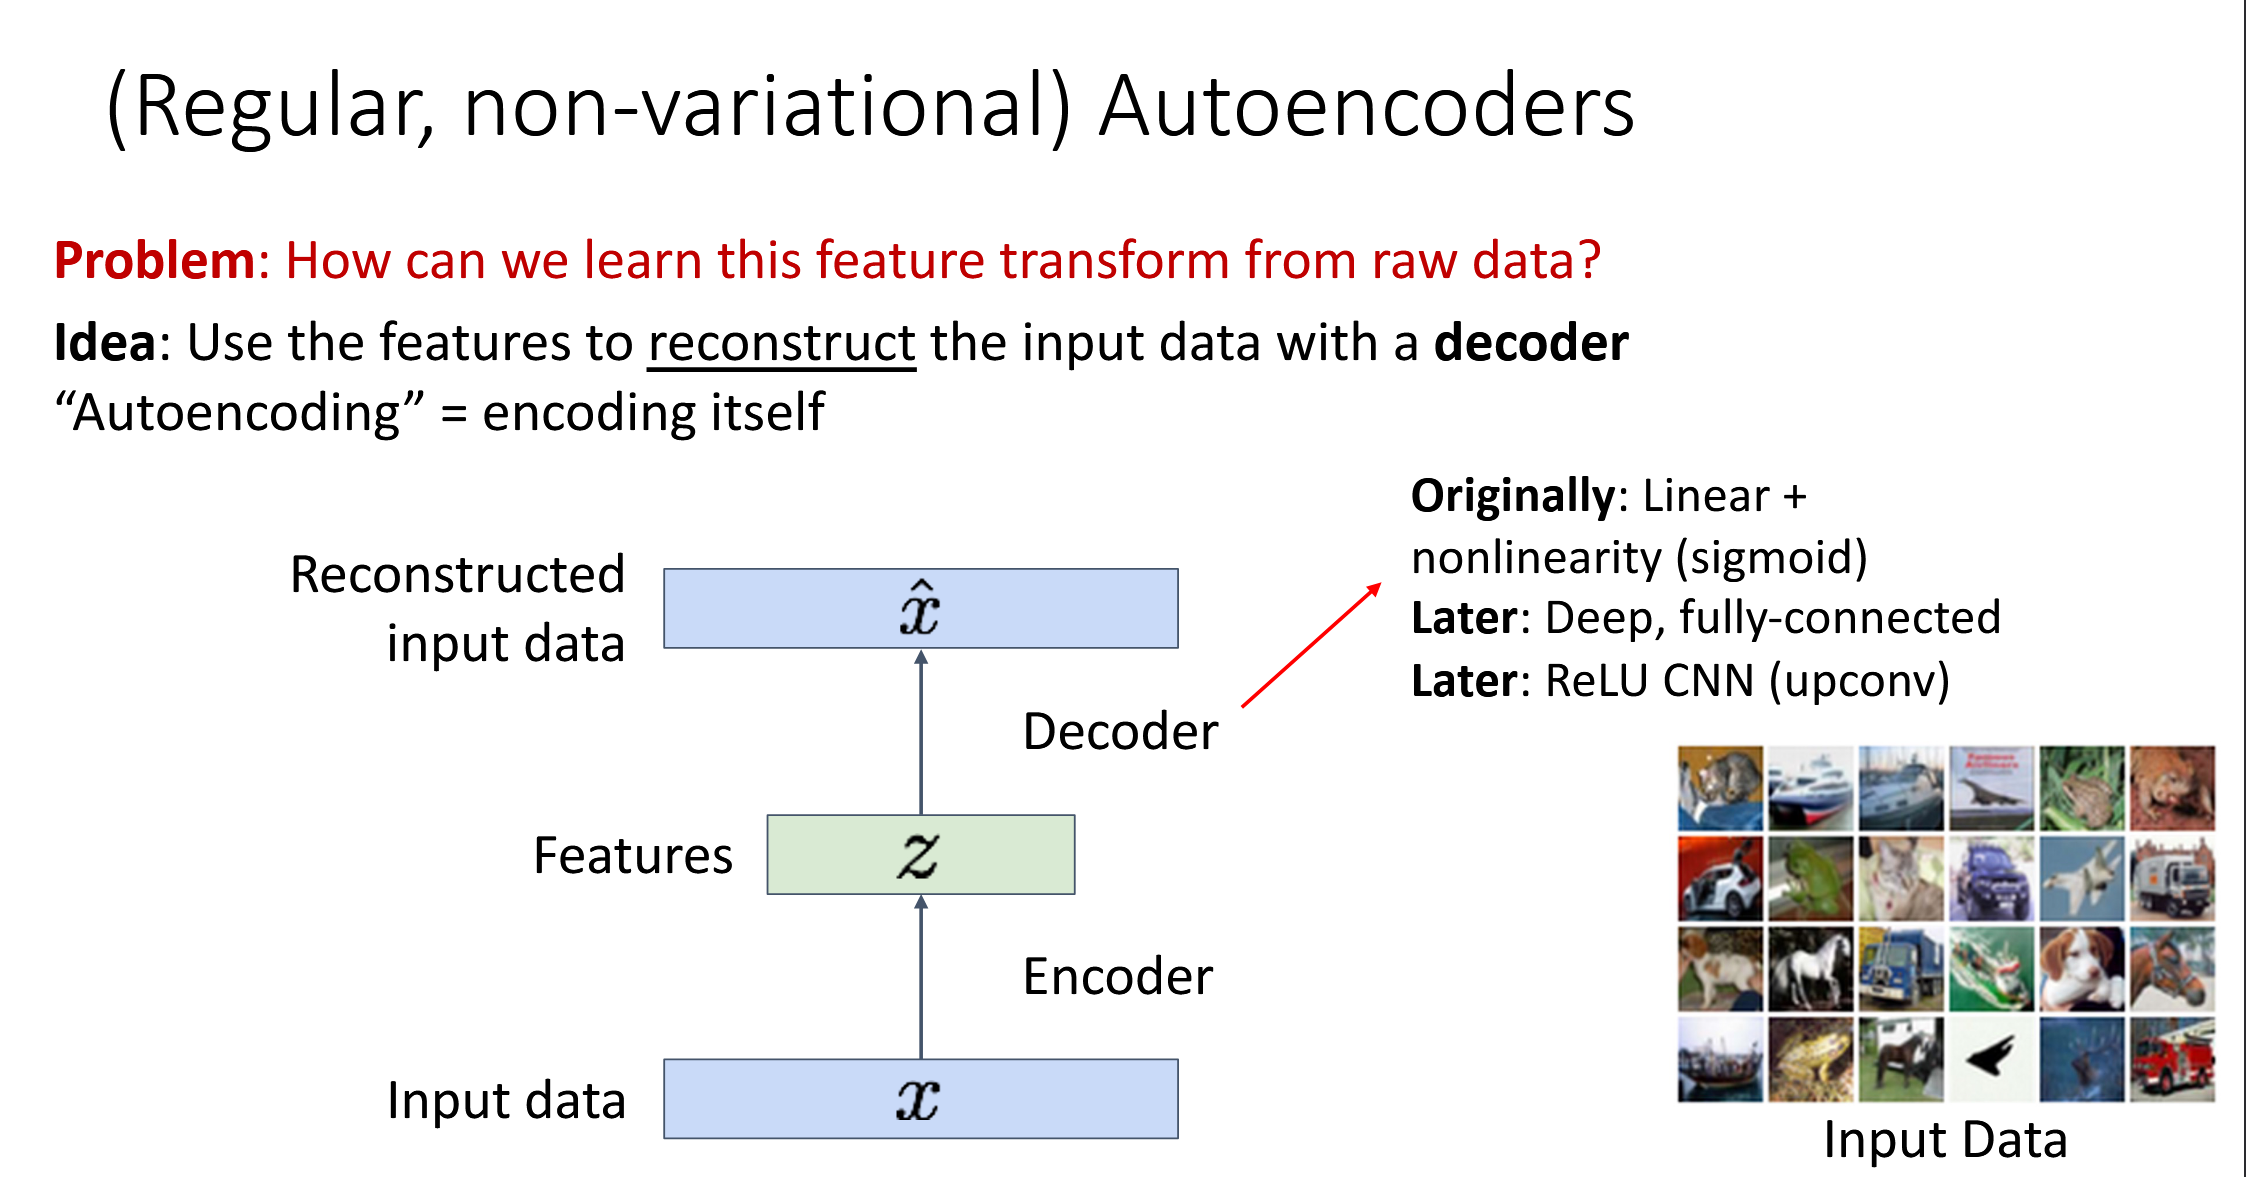 (Regular, non-variational) Autoencoders
Problem: How can we learn this feature transform from raw data?
Idea: Use the features to reconstruct the input data with a decoder
“Autoencoding” = encoding itself
Originally: Linear +
nonlinearity (sigmoid)
Later: Deep, fully-connected
Later: ReLU CNN (upconv)
Reconstructed
input data
x̂
Decoder
Features
z
Encoder
Input data
x
Famous
Airliners
Input Data